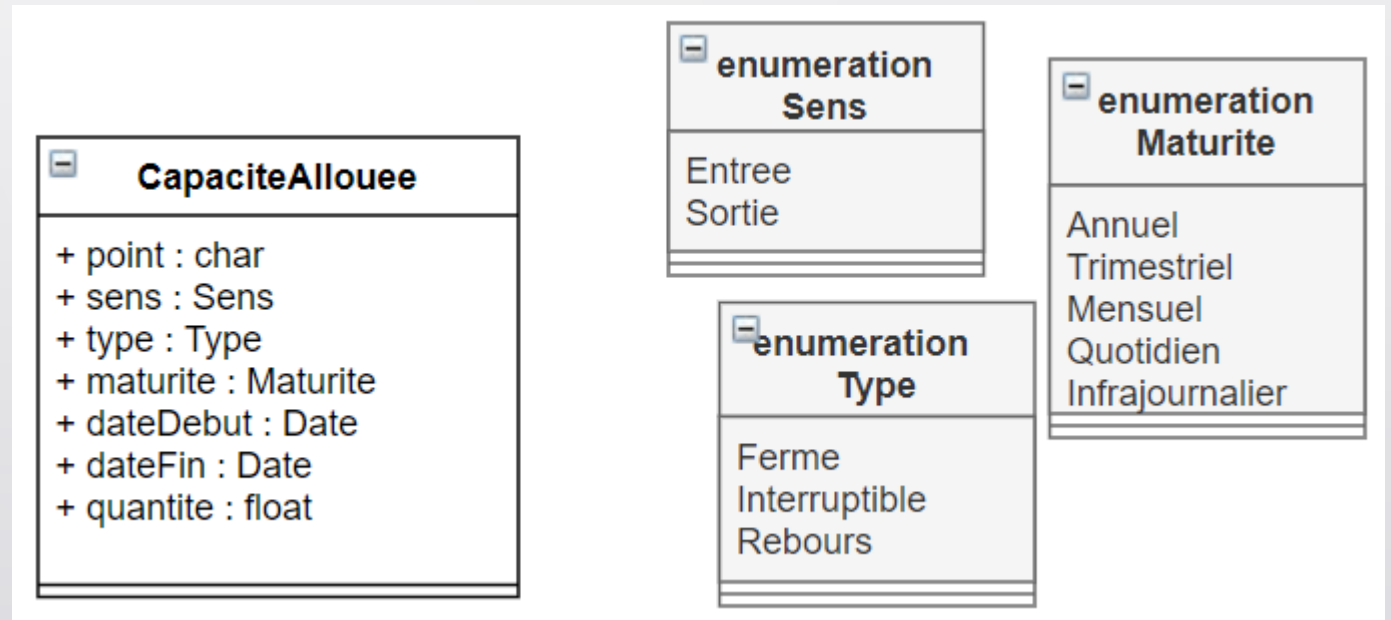 CapaciteAllouee
+ point : char
+ sens : Sens
+ type : Type
+ maturite : Maturite
+ dateDebut : Date
+ dateFin : Date
+ quantite : float
enumeration
Sens
Entree
Sortie
enumeration
Type
Ferme
Interruptible
Rebours
enumeration
Maturite
Annuel
Trimestriel
Mensuel
Quotidien
Infrajournalier